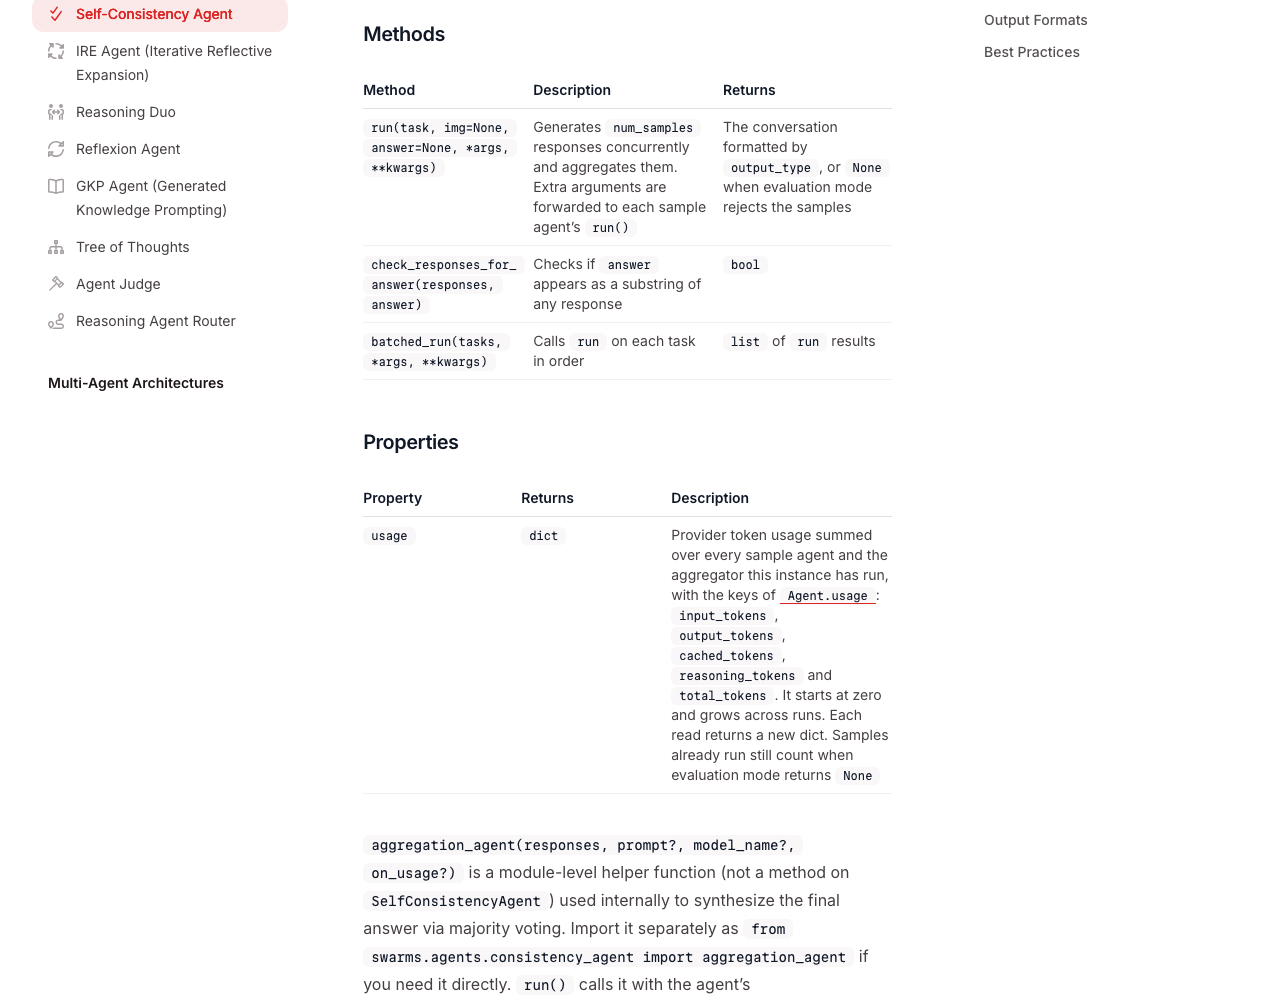 Self-Consistency Agent
IRE Agent (Iterative Reflective
Expansion)
Reasoning Duo
Reflexion Agent
GKP Agent (Generated
Knowledge Prompting)
Tree of Thoughts
Agent Judge
Reasoning Agent Router
Multi-Agent Architectures
Methods
Method Description Returns
run(task, img=None,
answer=None, *args,
**kwargs)
Generates num_samples
responses concurrently
and aggregates them.
Extra arguments are
forwarded to each sample
agent’s run()
The conversation
formatted by
output_type , or None
when evaluation mode
rejects the samples
check_responses_for_
answer(responses,
answer)
Checks if answer
appears as a substring of
any response
bool
batched_run(tasks,
*args, **kwargs)
Calls run on each task
in order
list of run results
Properties
Property Returns Description
usage
dict
Provider token usage summed
over every sample agent and the
aggregator this instance has run,
with the keys of Agent.usage :
input_tokens ,
output_tokens ,
cached_tokens ,
reasoning_tokens and
total_tokens . It starts at zero
and grows across runs. Each
read returns a new dict. Samples
already run still count when
evaluation mode returns None
aggregation_agent(responses, prompt?, model_name?,
on_usage?) is a module-level helper function (not a method on
SelfConsistencyAgent ) used internally to synthesize the final
answer via majority voting. Import it separately as from
swarms.agents.consistency_agent import aggregation_agent if
you need it directly. run() calls it with the agent’s
Output Formats
Best Practices